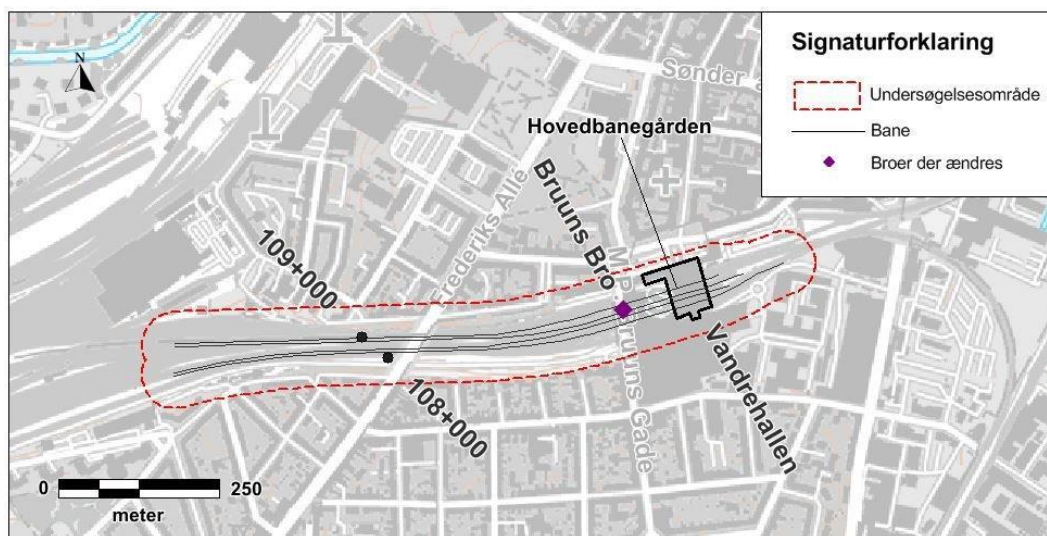 Signaturforklaring
Undersøgelsesområde
Bane
Broer der ændres
N
Sønder
Hovedbanegården
Bruuns Bro
Frederiks Allé
109+000
108+000
Vandrehallen
Bruuns Gade
0 250
meter